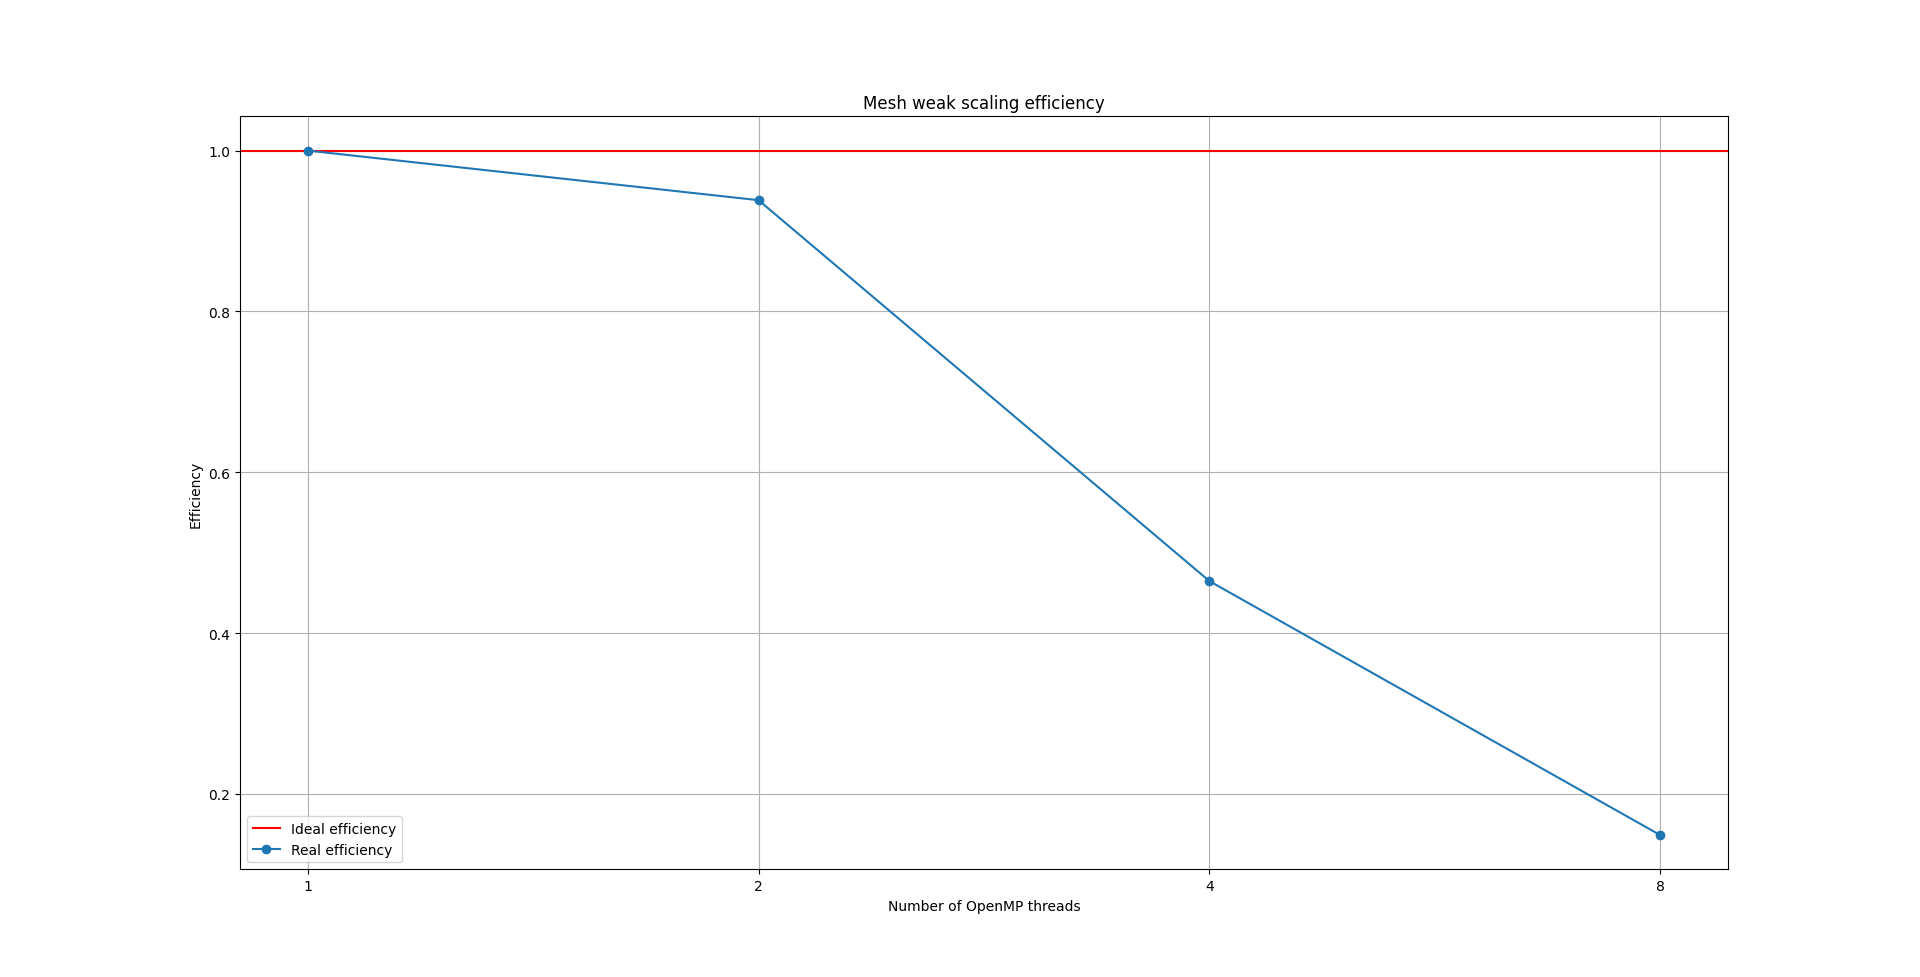 Mesh weak scaling efficiency
1.0
0.8
0.6
0.4
0.2
Efficiency
Ideal efficiency
Real efficiency
1 2 4 8
Number of OpenMP threads